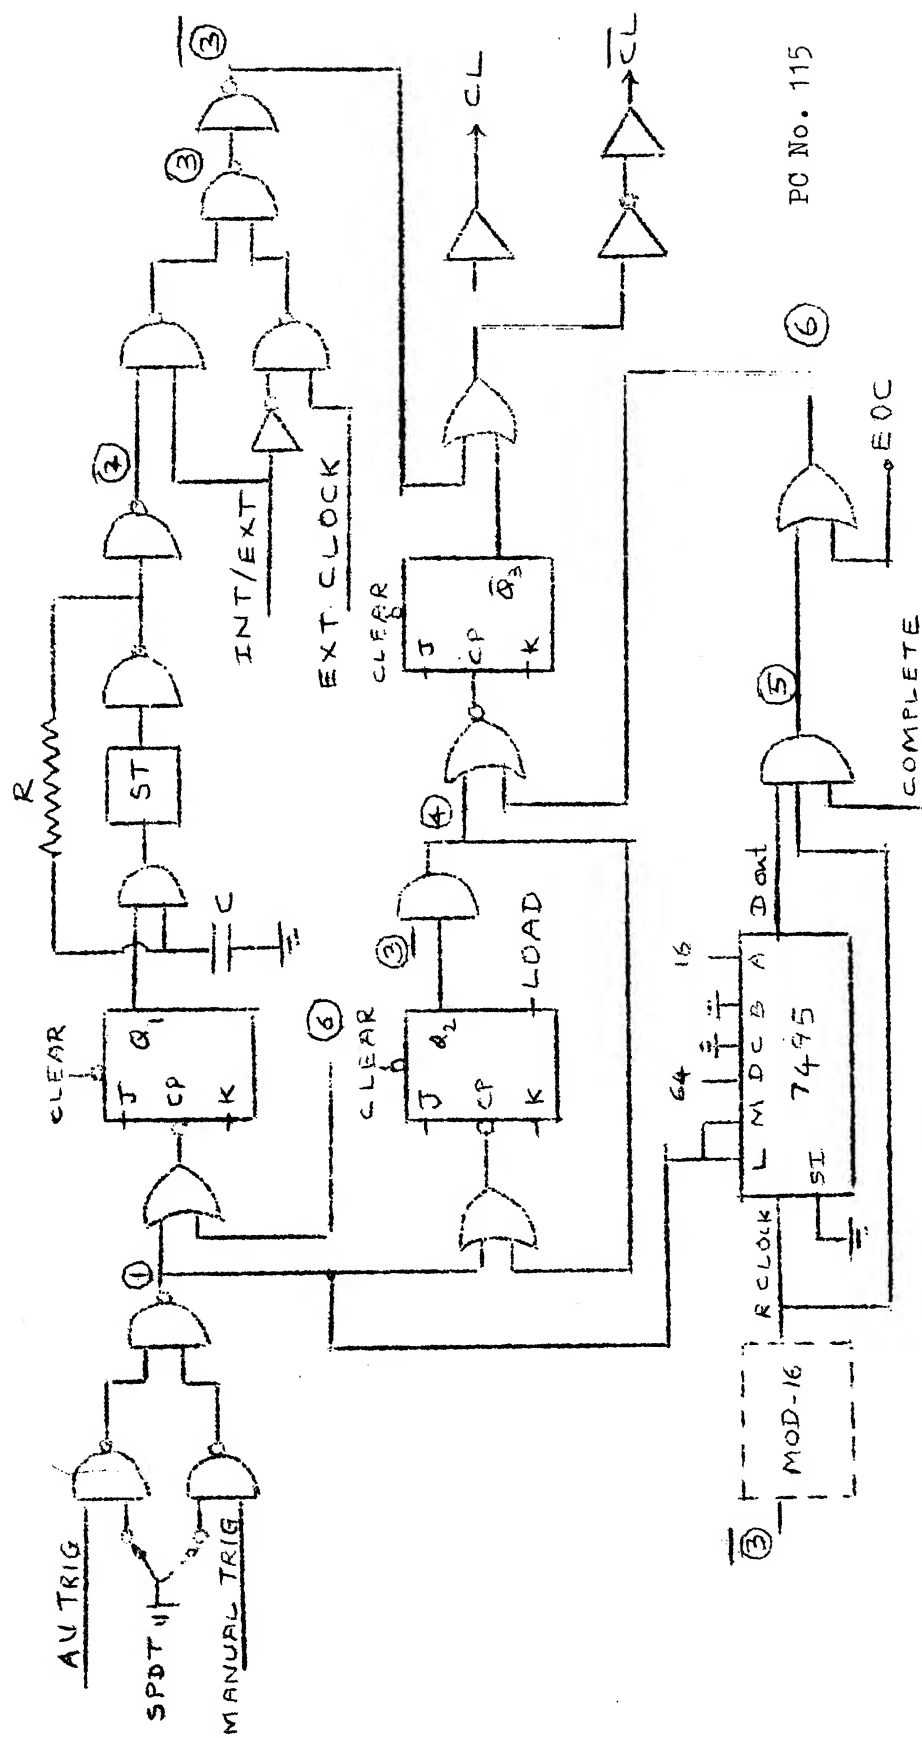 AU TRIG
SPDT
MANUAL TRIG
1
CLEAR
J
CP
K
Q1
6
R
C
ST
2
INT/EXT
EXT. CLOCK
3
3
CLEAR
J
CP
K
Q2
LOAD
3
4
CLEAR
J
CP
K
Q̅3
CL
C̅L̅
3
MOD-16
R CLOCK
L M D C B A
64
16
SI
7495
Dout
5
COMPLETE
EOC
6
PC No. 115